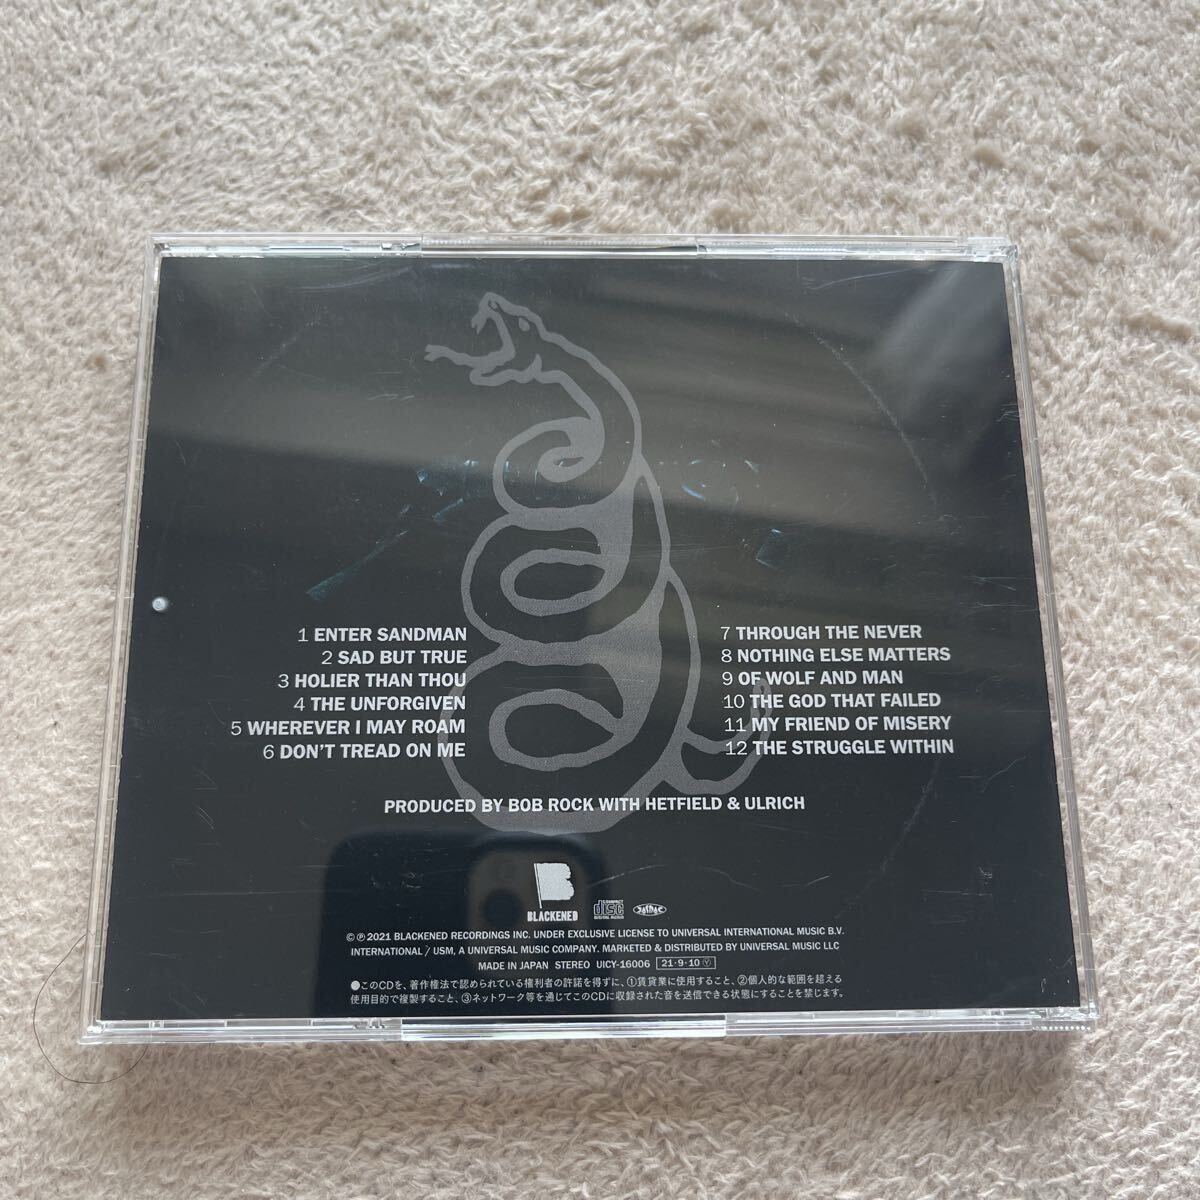 1 ENTER SANDMAN
2 SAD BUT TRUE
3 HOLIER THAN THOU
4 THE UNFORGIVEN
5 WHEREVER I MAY ROAM
6 DON'T TREAD ON ME
7 THROUGH THE NEVER
8 NOTHING ELSE MATTERS
9 OF WOLF AND MAN
10 THE GOD THAT FAILED
11 MY FRIEND OF MISERY
12 THE STRUGGLE WITHIN
PRODUCED BY BOB ROCK WITH HETFIELD & ULRICH
B
BLACKENED
COMPACT
disc
DIGITAL AUDIO
©℗2021 BLACKENED RECORDINGS INC. UNDER EXCLUSIVE LICENSE TO UNIVERSAL INTERNATIONAL MUSIC B.V.
INTERNATIONAL / USM, A UNIVERSAL MUSIC COMPANY. MARKETED & DISTRIBUTED BY UNIVERSAL MUSIC LLC
MADE IN JAPAN STEREO UICY-16006 21・9・10 Ⓨ
●このCDを、著作権法で認められている権利者の許諾を得ずに、①賃貸業に使用すること、②個人的な範囲を超える
使用目的で複製すること、③ネットワーク等を通じてこのCDに収録された音を送信できる状態にすることを禁じます。